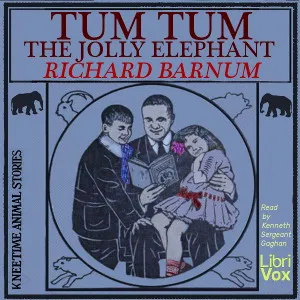 TUM TUM
THE JOLLY ELEPHANT
RICHARD BARNUM
KNEETIME ANIMAL STORIES
Read
by
Kenneth
Sergeant
Gaghan
Libri
Vox